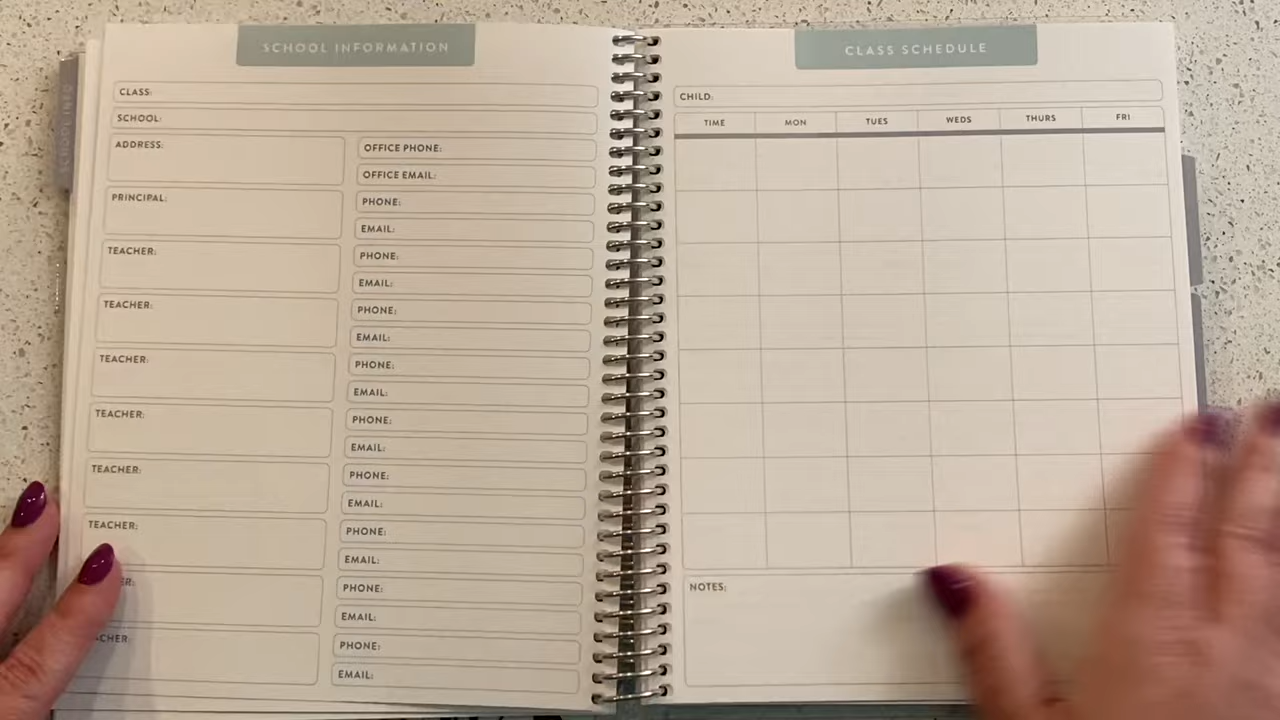 SCHOOL INFORMATION
CLASS:
SCHOOL:
ADDRESS:
OFFICE PHONE:
OFFICE EMAIL:
PRINCIPAL:
PHONE:
EMAIL:
TEACHER:
PHONE:
EMAIL:
TEACHER:
PHONE:
EMAIL:
TEACHER:
PHONE:
EMAIL:
TEACHER:
PHONE:
EMAIL:
TEACHER:
PHONE:
EMAIL:
TEACHER:
PHONE:
EMAIL:
PHONE:
EMAIL:
PHONE:
EMAIL:
SCHOOL INFO
CLASS SCHEDULE
CHILD:
TIME MON TUES WEDS THURS FRI
NOTES: